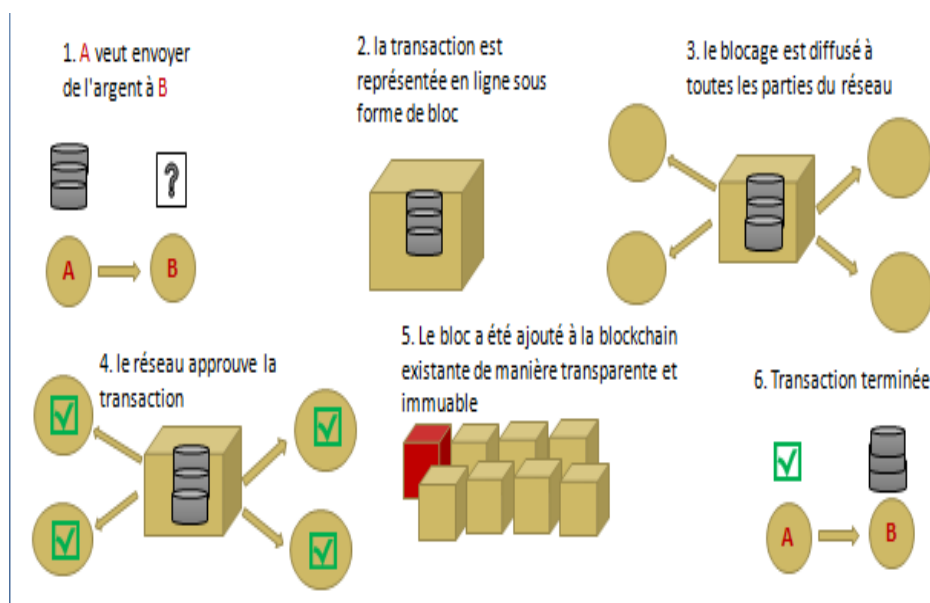 1. A veut envoyer
de l'argent à B
2. la transaction est
représentée en ligne sous
forme de bloc
3. le blocage est diffusé à
toutes les parties du réseau
?
A
B
4. le réseau approuve la
transaction
5. Le bloc a été ajouté à la blockchain
existante de manière transparente et
immuable
6. Transaction terminée
A
B